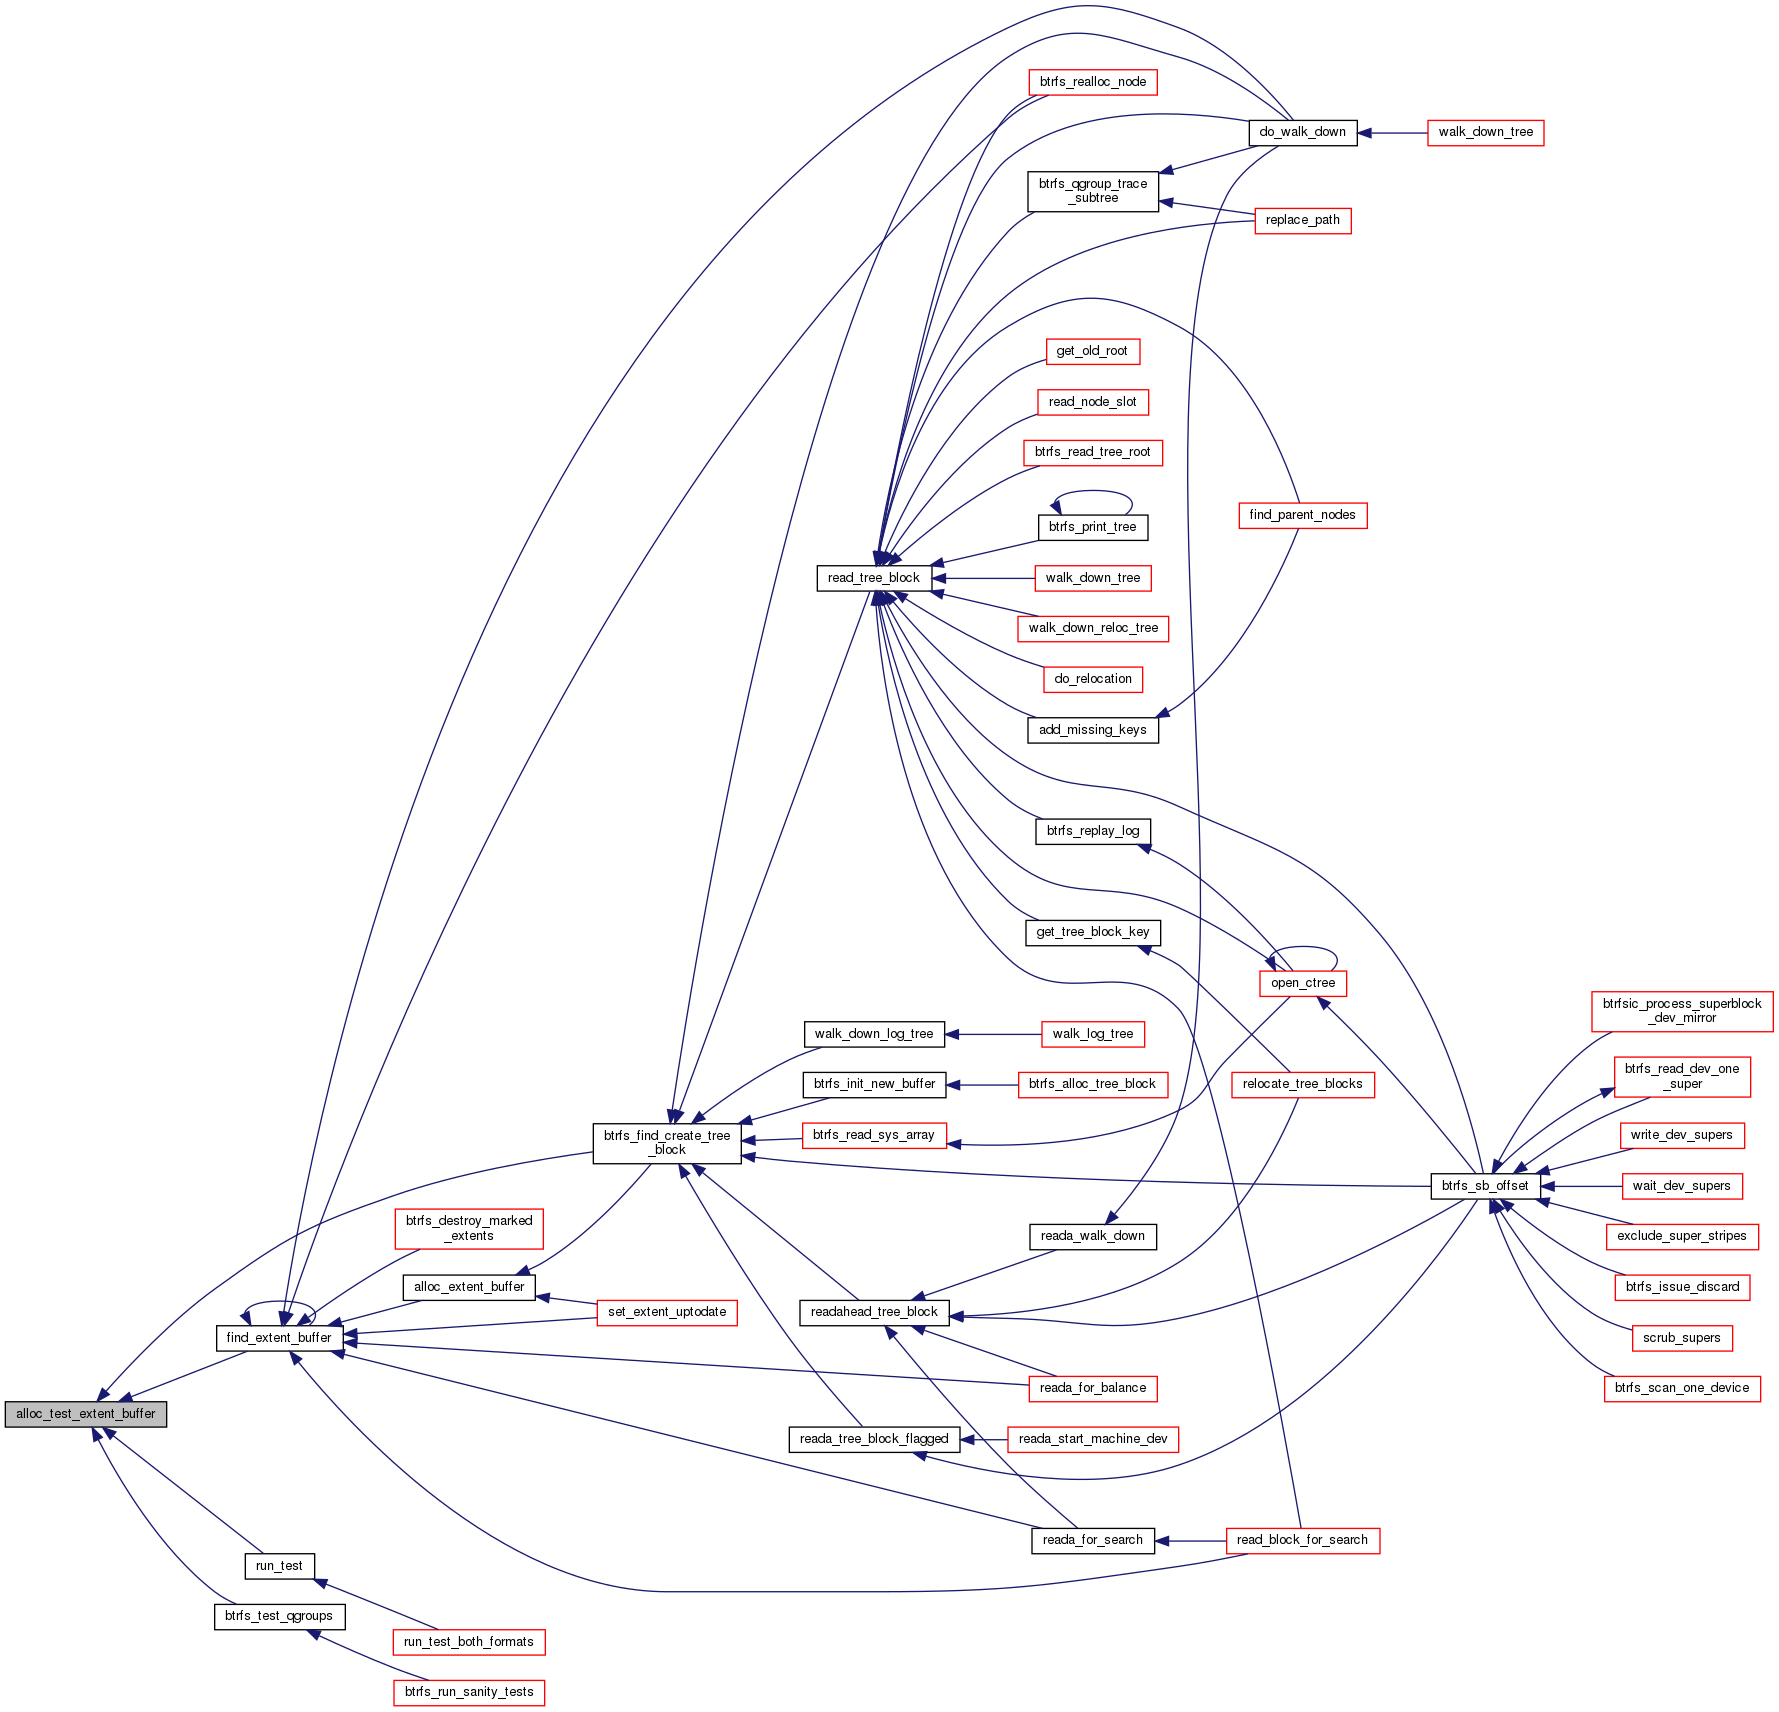 btrfs_realloc_node
do_walk_down
walk_down_tree
btrfs_qgroup_trace
_subtree
replace_path
get_old_root
read_node_slot
btrfs_read_tree_root
find_parent_nodes
btrfs_print_tree
read_tree_block
walk_down_tree
walk_down_reloc_tree
do_relocation
add_missing_keys
btrfs_replay_log
get_tree_block_key
open_ctree
btrfsic_process_superblock
_dev_mirror
walk_down_log_tree
walk_log_tree
btrfs_read_dev_one
_super
btrfs_init_new_buffer
btrfs_alloc_tree_block
relocate_tree_blocks
btrfs_find_create_tree
_block
btrfs_read_sys_array
write_dev_supers
btrfs_sb_offset
wait_dev_supers
btrfs_destroy_marked
_extents
reada_walk_down
exclude_super_stripes
alloc_extent_buffer
btrfs_issue_discard
set_extent_uptodate
readahead_tree_block
find_extent_buffer
scrub_supers
reada_for_balance
btrfs_scan_one_device
alloc_test_extent_buffer
reada_tree_block_flagged
reada_start_machine_dev
reada_for_search
read_block_for_search
run_test
btrfs_test_qgroups
run_test_both_formats
btrfs_run_sanity_tests